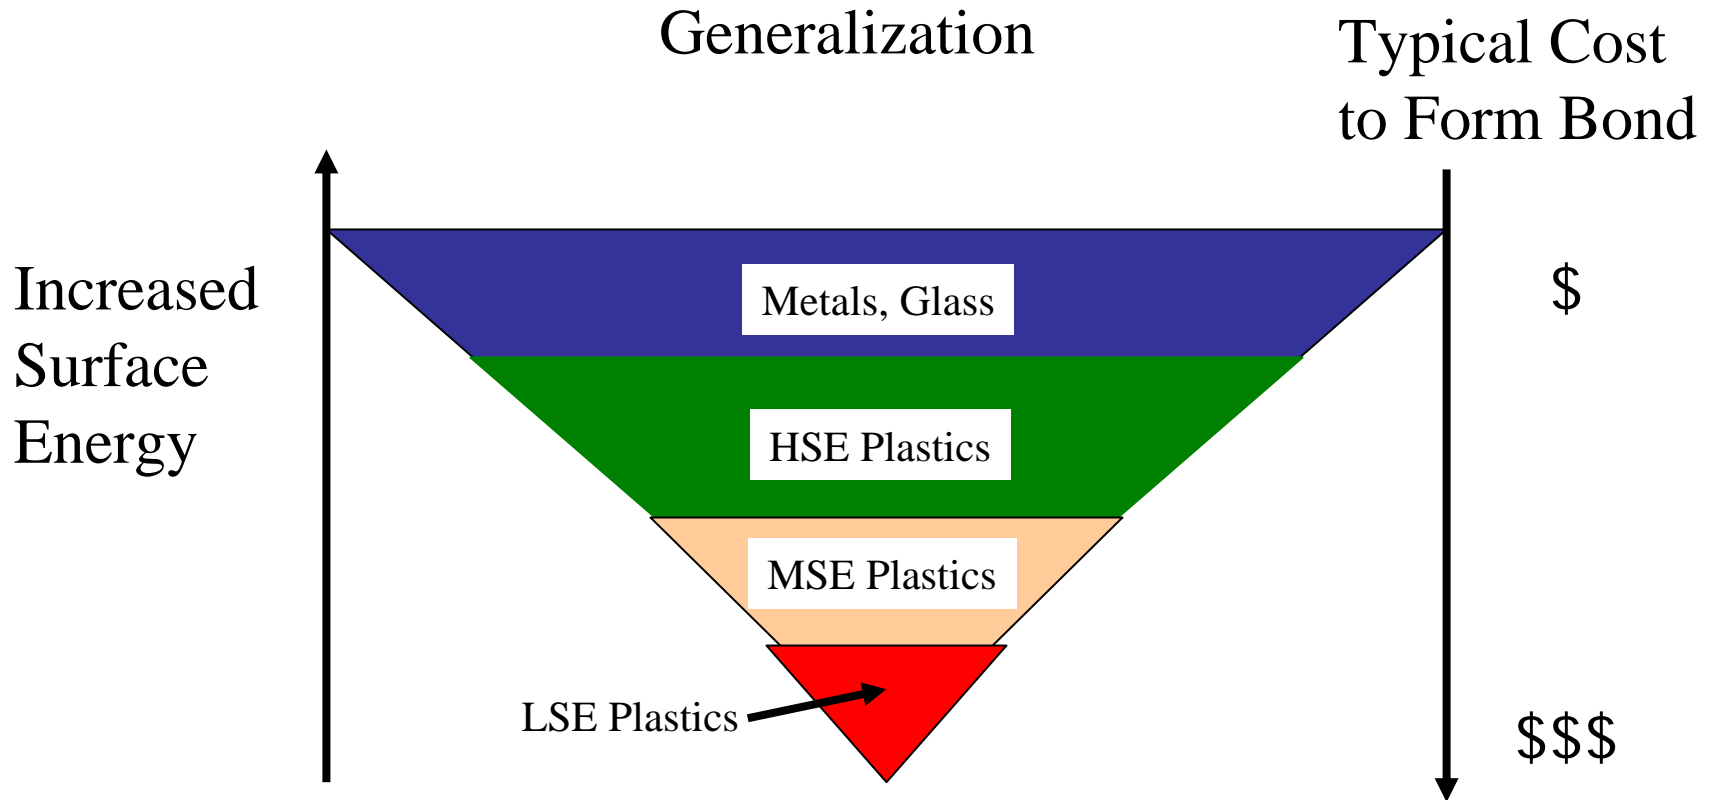 Generalization
Typical Cost
to Form Bond
Increased
Surface
Energy
Metals, Glass
$
HSE Plastics
MSE Plastics
LSE Plastics
$$$